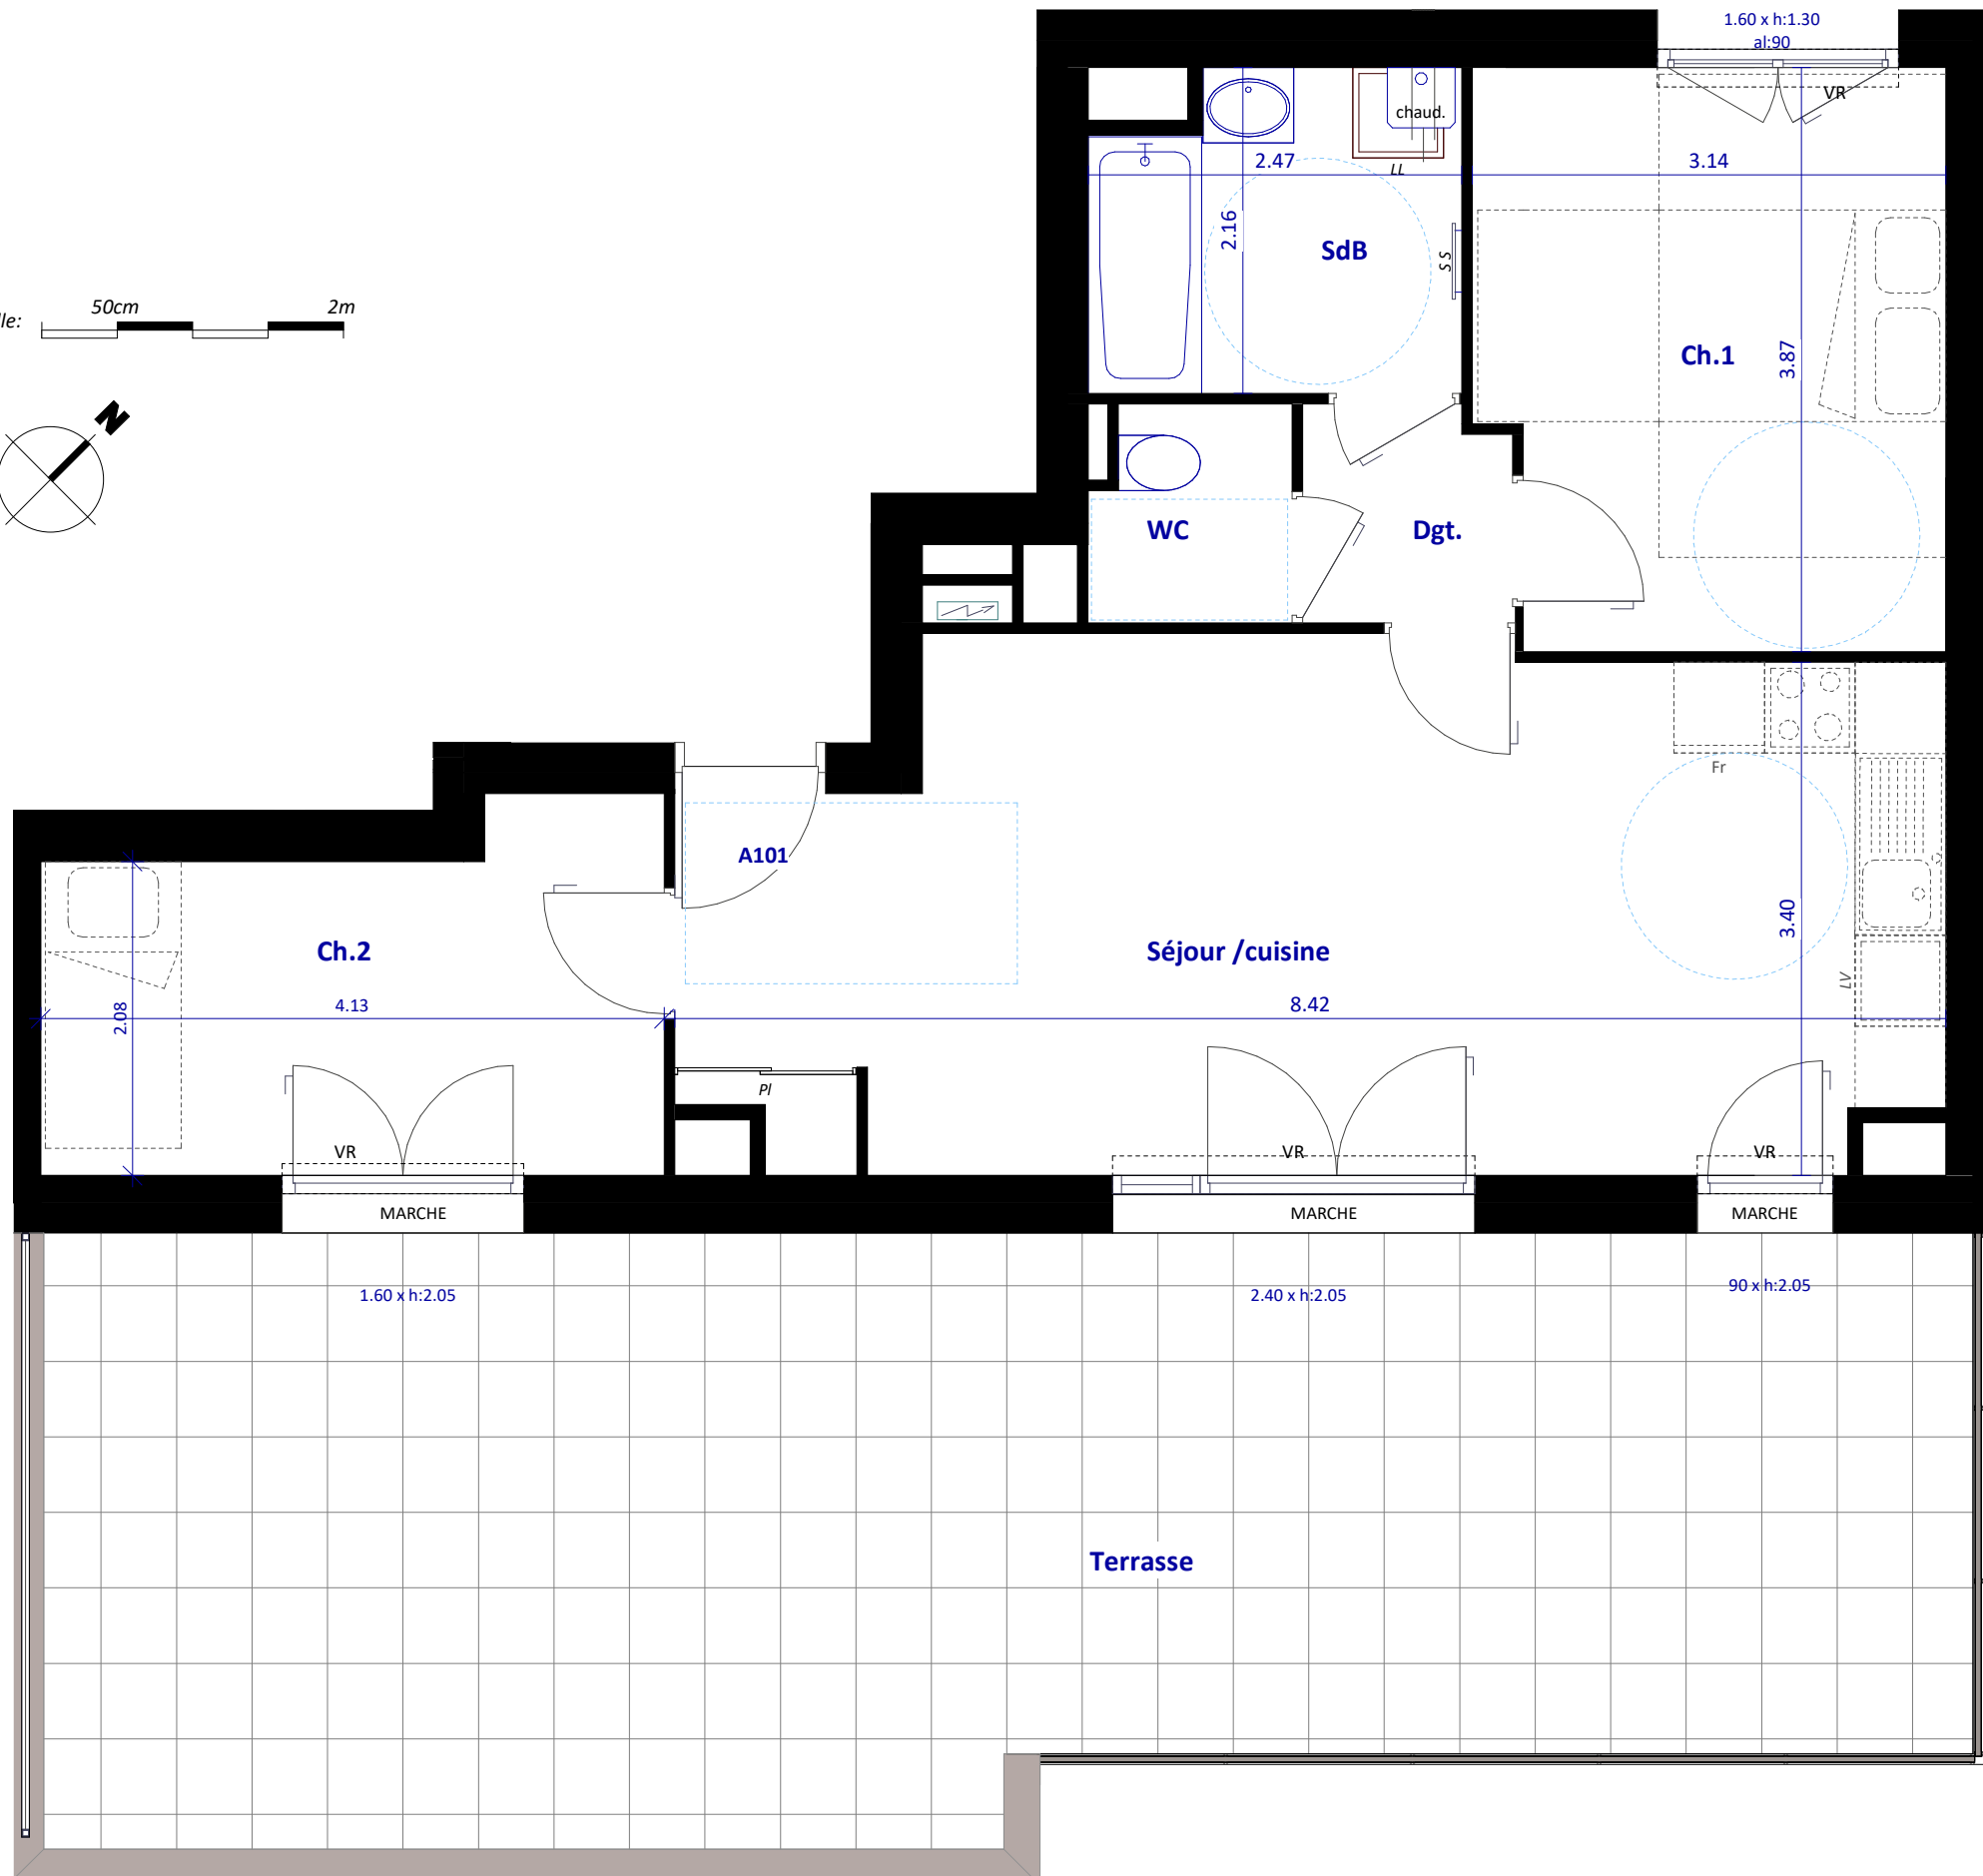 1.60 x h:1.30
al:90
VR
chaud.
2.47
LL
3.14
2.16
SdB
S S
50cm
2m
lle:
Ch.1
3.87
N
WC
Dgt.
Fr
A101
Ch.2
Séjour /cuisine
3.40
LV
2.08
4.13
8.42
Pl
VR
VR
VR
MARCHE
MARCHE
MARCHE
1.60 x h:2.05
2.40 x h:2.05
90 x h:2.05
Terrasse